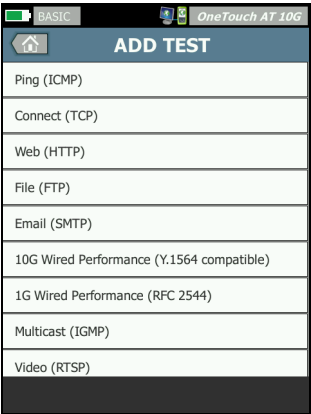 BASIC
OneTouch AT 10G
ADD TEST
Ping (ICMP)
Connect (TCP)
Web (HTTP)
File (FTP)
Email (SMTP)
10G Wired Performance (Y.1564 compatible)
1G Wired Performance (RFC 2544)
Multicast (IGMP)
Video (RTSP)